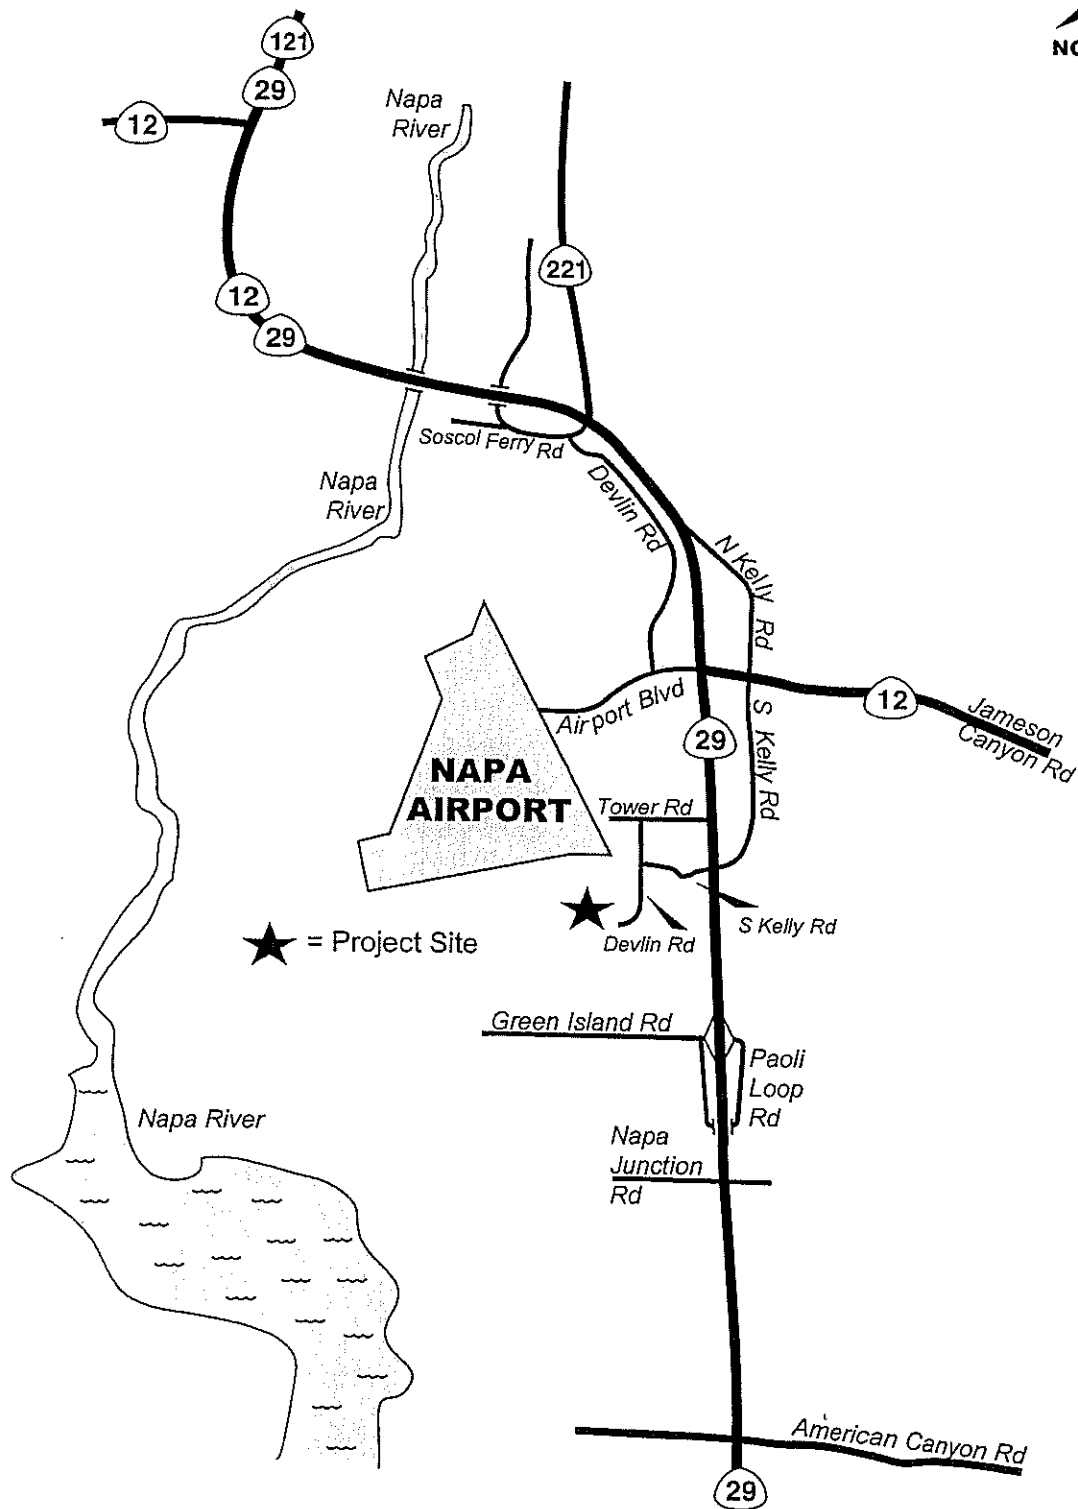 NO
121
29
12
Napa
River
221
12
29
Soscol Ferry Rd
Devlin Rd
Napa
River
N Kelly Rd
Airport Blvd
12
Jameson
Canyon Rd
S Kelly Rd
29
NAPA
AIRPORT
Tower Rd
S Kelly Rd
Devlin Rd
= Project Site
Green Island Rd
Paoli
Loop
Rd
Napa River
Napa
Junction
Rd
American Canyon Rd
29